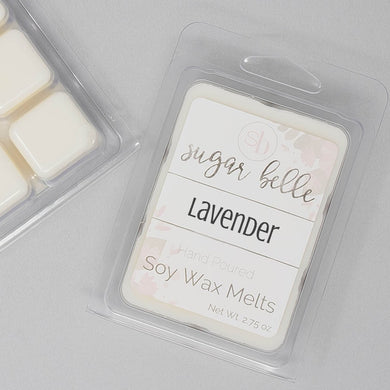 sb
sugar belle
Lavender
Hand Poured
Soy Wax Melts
Net Wt. 2.75 oz